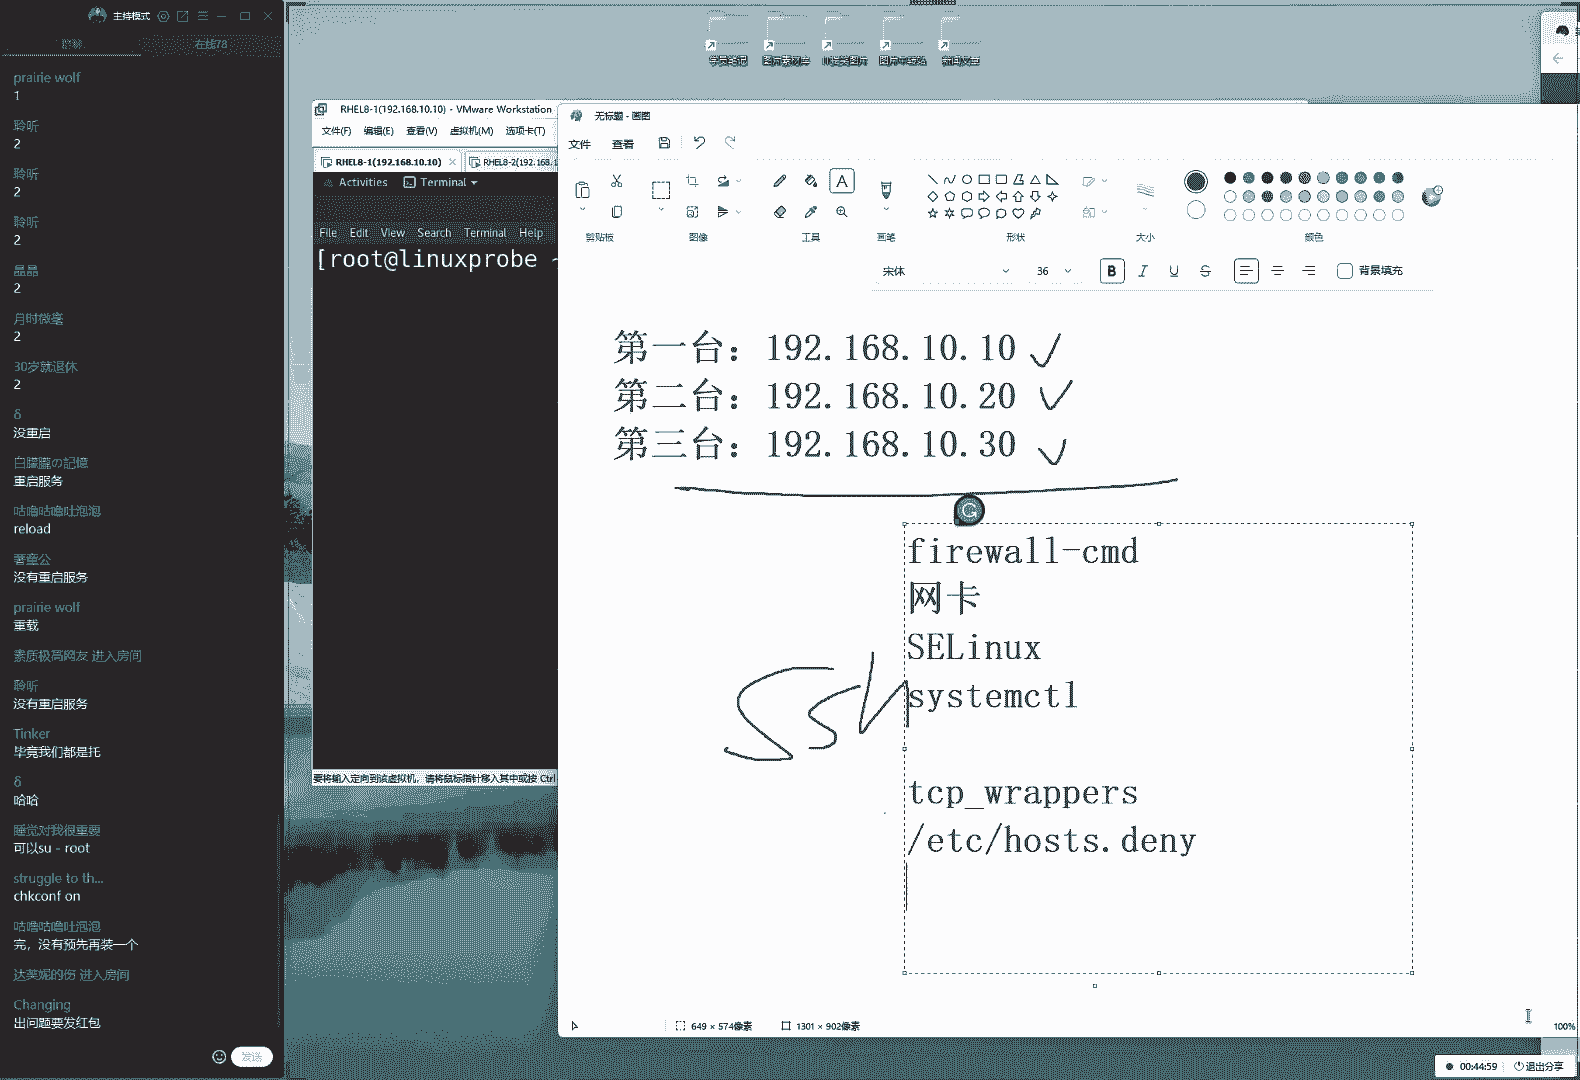 主持模式
在线78
prairie wolf
1
聆听
2
聆听
2
聆听
2
2
月时微毫
2
30岁就退休
2
δ
没重启
白朦朧の記憶
重启服务
咕噜咕噜吐泡泡
reload
没有重启服务
prairie wolf
重载
素质极高网友 进入房间
聆听
没有重启服务
Tinker
毕竟我们都是托
δ
哈哈
睡觉对我很重要
可以su - root
struggle to th...
chkconf on
咕噜咕噜吐泡泡
完，没有预先再装一个
达芙妮的伤 进入房间
Changing
出问题要发红包
发送
学员笔记
图片素材库
RHEL8-1(192.168.10.10) - VMware Workstation
文件(F) 编辑(E) 查看(V) 虚拟机(M) 选项卡(T)
RHEL8-1(192.168.10.10)
RHEL8-2(192.168.1
Activities
Terminal
File Edit View Search Terminal Help
[root@linuxprobe ~
要将输入定向到该虚拟机，请将鼠标指针移入其中或按 Ctrl
无标题 - 画图
文件 查看
剪贴板 图像 工具 画笔 形状 大小 颜色
宋体 36 B I U S 背景填充
第一台：192.168.10.10
第二台：192.168.10.20
第三台：192.168.10.30
firewall-cmd
网卡
SELinux
systemctl
ssh
tcp_wrappers
/etc/hosts.deny
649 × 574像素
1301 × 902像素
100%
00:44:59
退出分享